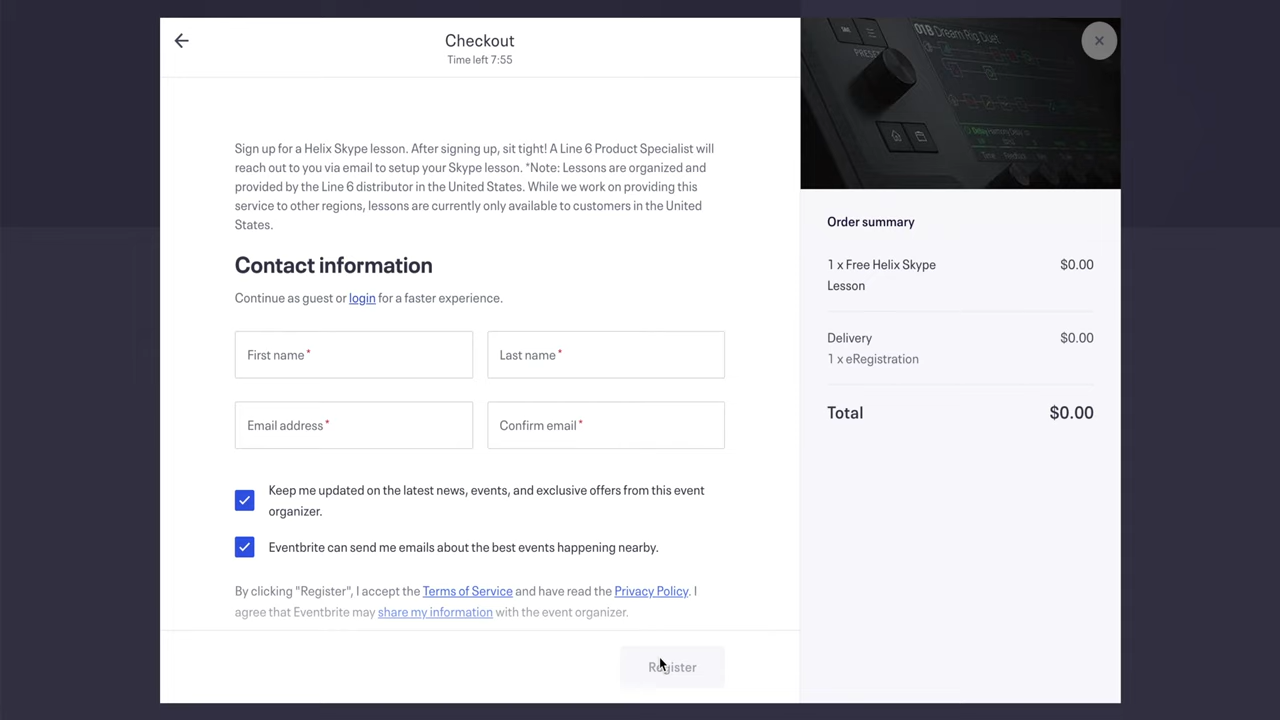 Checkout
Time left 7:55
Sign up for a Helix Skype lesson. After signing up, sit tight! A Line 6 Product Specialist will
reach out to you via email to setup your Skype lesson. *Note: Lessons are organized and
provided by the Line 6 distributor in the United States. While we work on providing this
service to other regions, lessons are currently only available to customers in the United
States.
Contact information
Continue as guest or login for a faster experience.
First name*
Last name*
Email address*
Confirm email*
Keep me updated on the latest news, events, and exclusive offers from this event
organizer.
Eventbrite can send me emails about the best events happening nearby.
By clicking "Register", I accept the Terms of Service and have read the Privacy Policy. I
agree that Eventbrite may share my information with the event organizer.
Register
01B Dream Rig Duet
PRESET
Order summary
1 x Free Helix Skype
Lesson
$0.00
Delivery
$0.00
1 x eRegistration
Total
$0.00